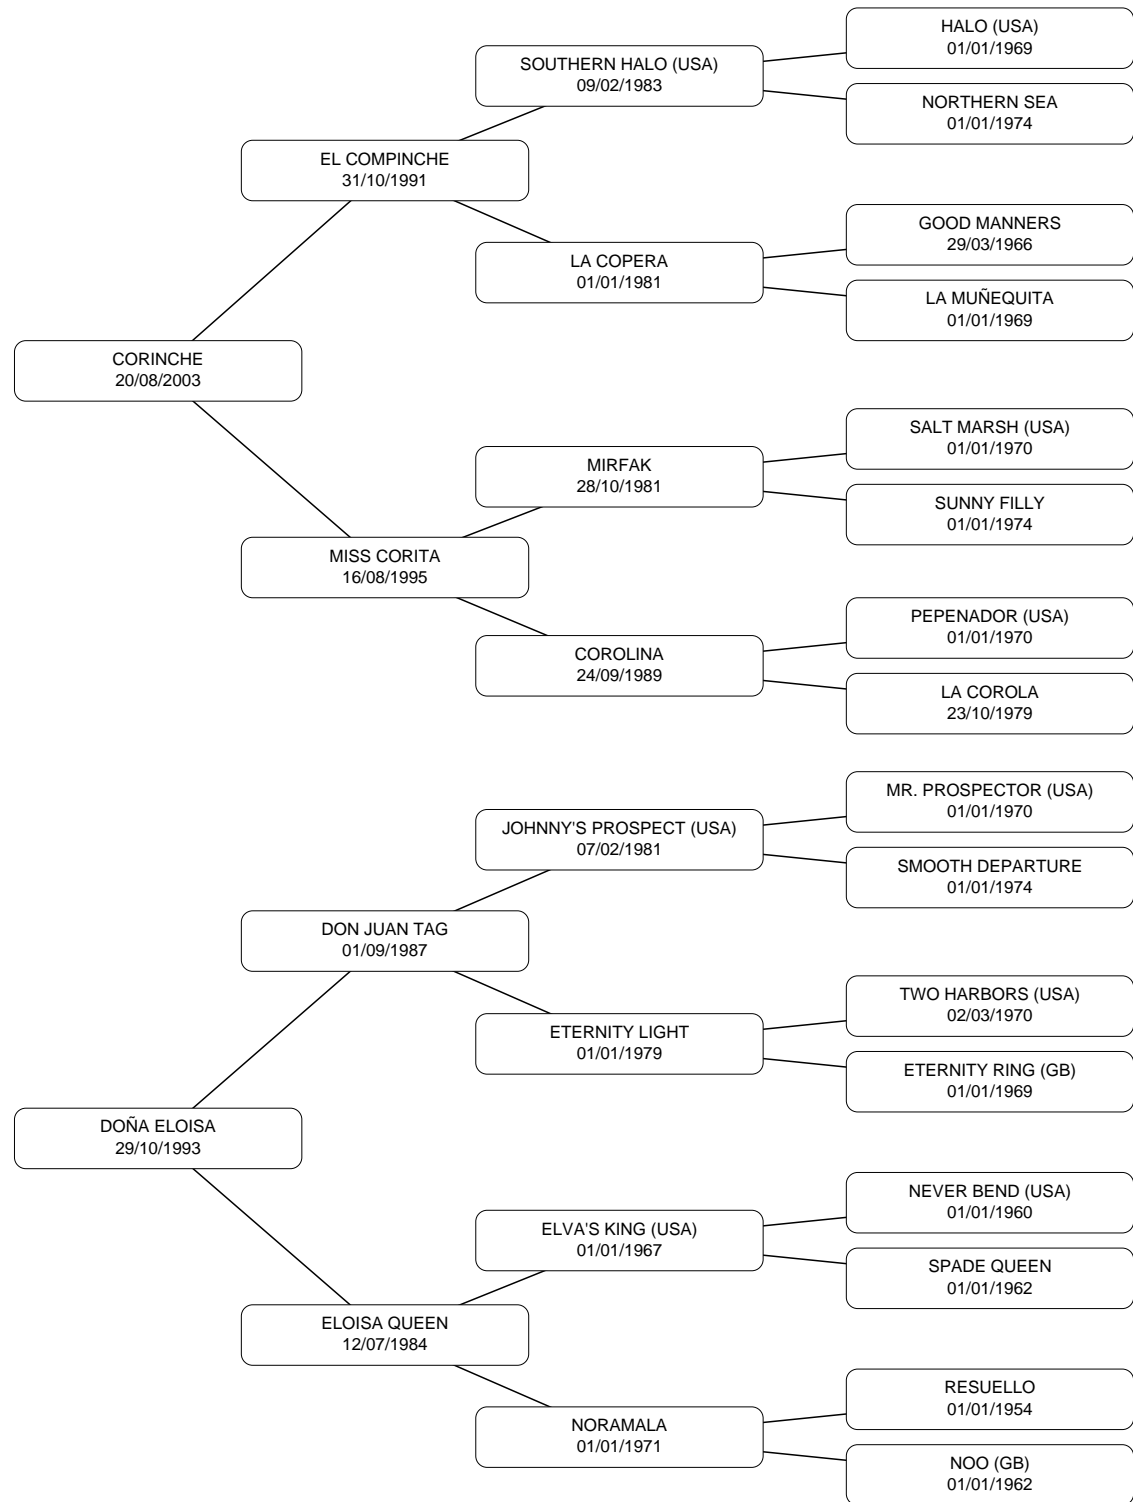 HALO (USA)
01/01/1969
SOUTHERN HALO (USA)
09/02/1983
NORTHERN SEA
01/01/1974
EL COMPINCHE
31/10/1991
GOOD MANNERS
29/03/1966
LA COPERA
01/01/1981
LA MUÑEQUITA
01/01/1969
CORINCHE
20/08/2003
SALT MARSH (USA)
01/01/1970
MIRFAK
28/10/1981
SUNNY FILLY
01/01/1974
MISS CORITA
16/08/1995
PEPENADOR (USA)
01/01/1970
COROLINA
24/09/1989
LA COROLA
23/10/1979
MR. PROSPECTOR (USA)
01/01/1970
JOHNNY'S PROSPECT (USA)
07/02/1981
SMOOTH DEPARTURE
01/01/1974
DON JUAN TAG
01/09/1987
TWO HARBORS (USA)
02/03/1970
ETERNITY LIGHT
01/01/1979
ETERNITY RING (GB)
01/01/1969
DOÑA ELOISA
29/10/1993
NEVER BEND (USA)
01/01/1960
ELVA'S KING (USA)
01/01/1967
SPADE QUEEN
01/01/1962
ELOISA QUEEN
12/07/1984
RESUELLO
01/01/1954
NORAMALA
01/01/1971
NOO (GB)
01/01/1962